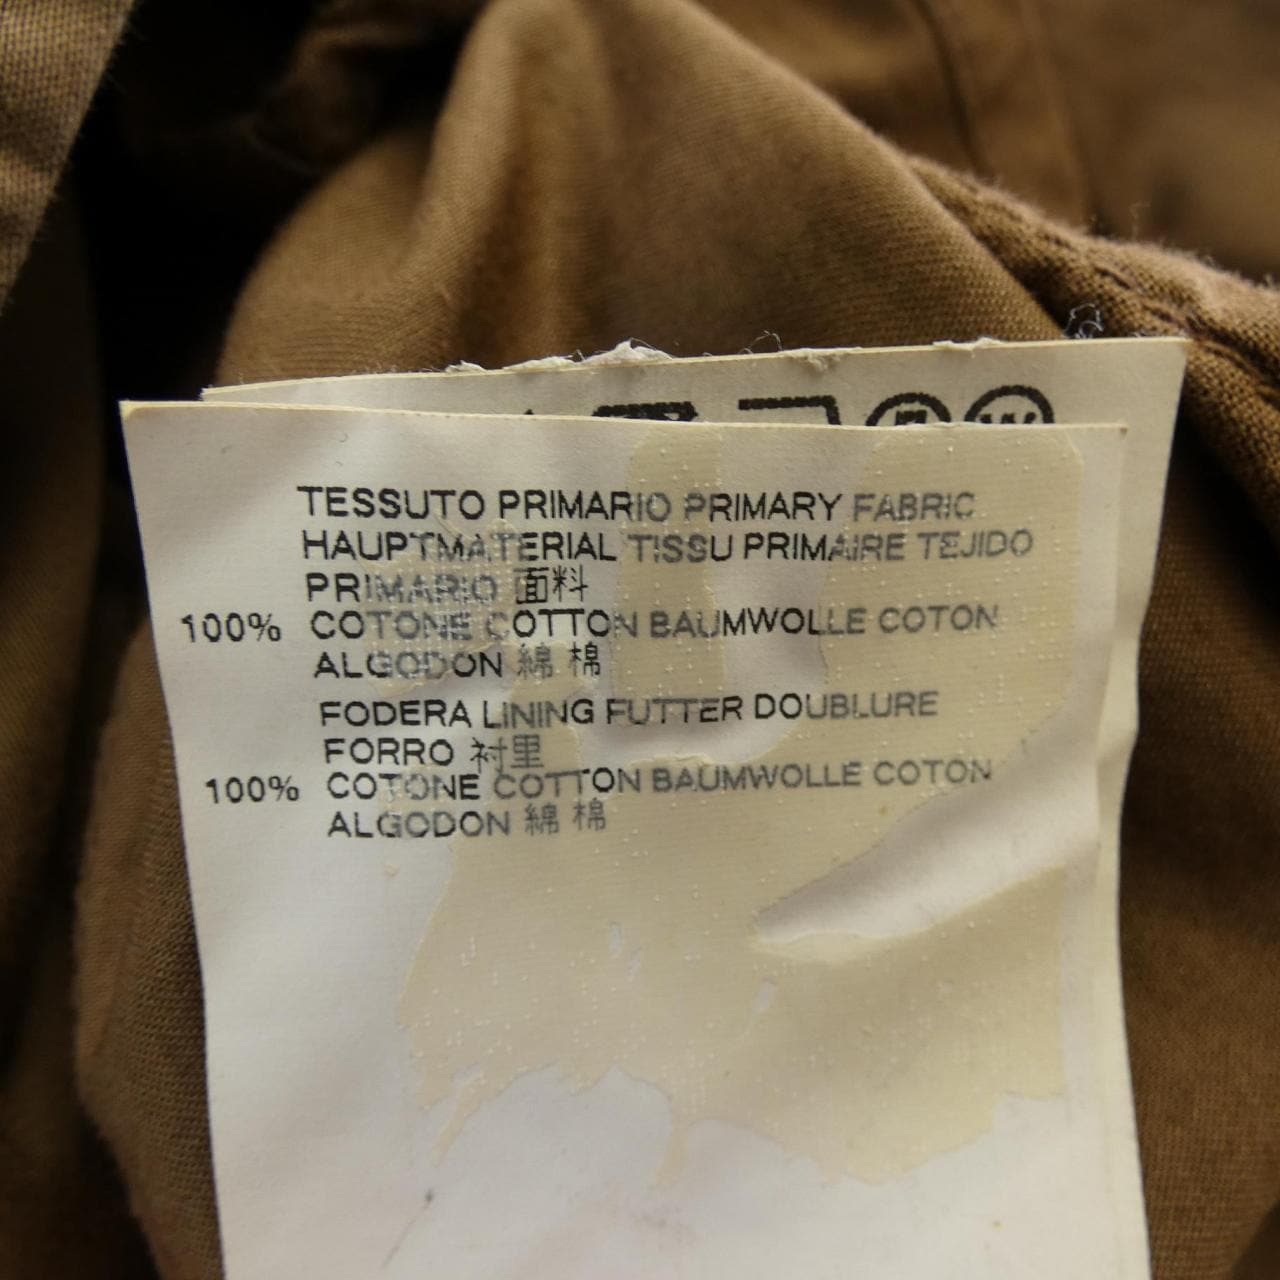 TESSUTO PRIMARIO PRIMARY FABRIC
HAUPTMATERIAL TISSU PRIMAIRE TEJIDO
PRIMARIO 面料
100% COTONE COTTON BAUMWOLLE COTON
ALGODON 綿 棉
FODERA LINING FUTTER DOUBLURE
FORRO 衬里
100% COTONE COTTON BAUMWOLLE COTON
ALGODON 綿 棉